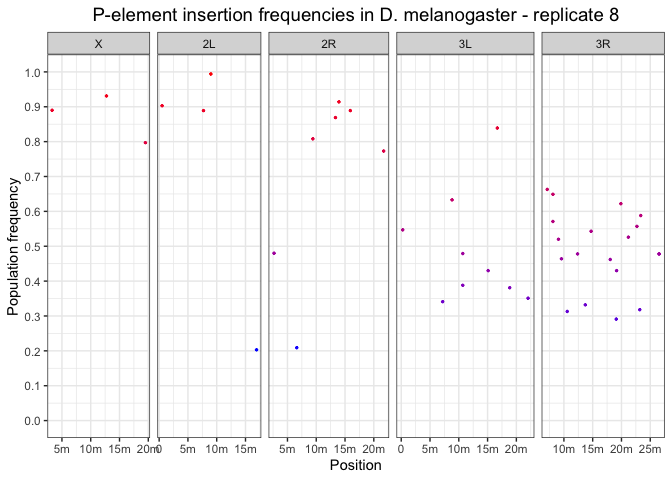 P-element insertion frequencies in D. melanogaster - replicate 8
X 2L 2R 3L 3R
Population frequency
1.0
0.9
0.8
0.7
0.6
0.5
0.4
0.3
0.2
0.1
0.0
5m 10m 15m 20m 0 5m 10m 15m 5m 10m 15m 20m 0 5m 10m 15m 20m 10m 15m 20m 25m
Position